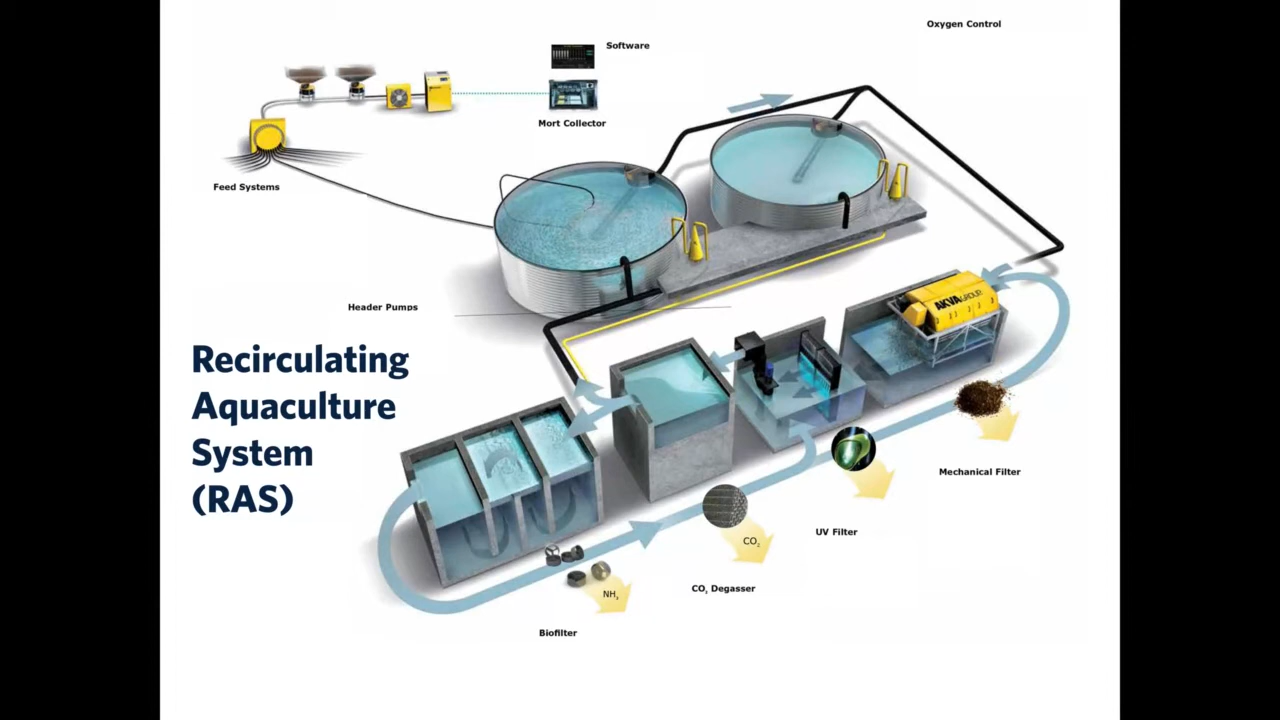 Oxygen Control
Software
Mort Collector
Feed Systems
Header Pumps
AKVAGROUP
Recirculating
Aquaculture
System
(RAS)
Mechanical Filter
UV Filter
CO₂
CO₂ Degasser
NH₃
Biofilter